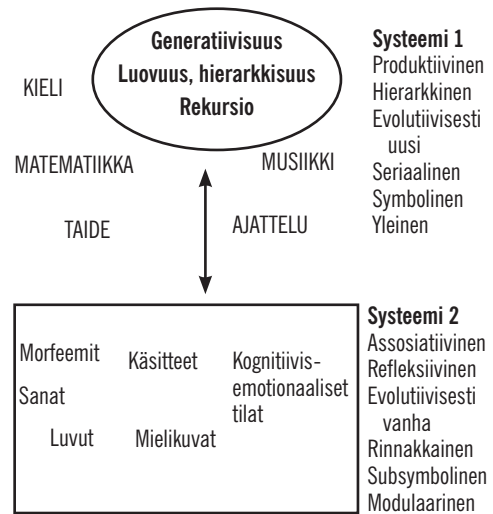 Generatiivisuus
Luovuus, hierarkkisuus
Rekursio
KIELI
MATEMATIIKKA
MUSIIKKI
TAIDE
AJATTELU
Systeemi 1
Produktiivinen
Hierarkkinen
Evolutiivisesti
uusi
Seriaalinen
Symbolinen
Yleinen
Morfeemit
Käsitteet
Kognitiivis-
emotionaaliset
tilat
Sanat
Luvut
Mielikuvat
Systeemi 2
Assosiatiivinen
Refleksiivinen
Evolutiivisesti
vanha
Rinnakkainen
Subsymbolinen
Modulaarinen